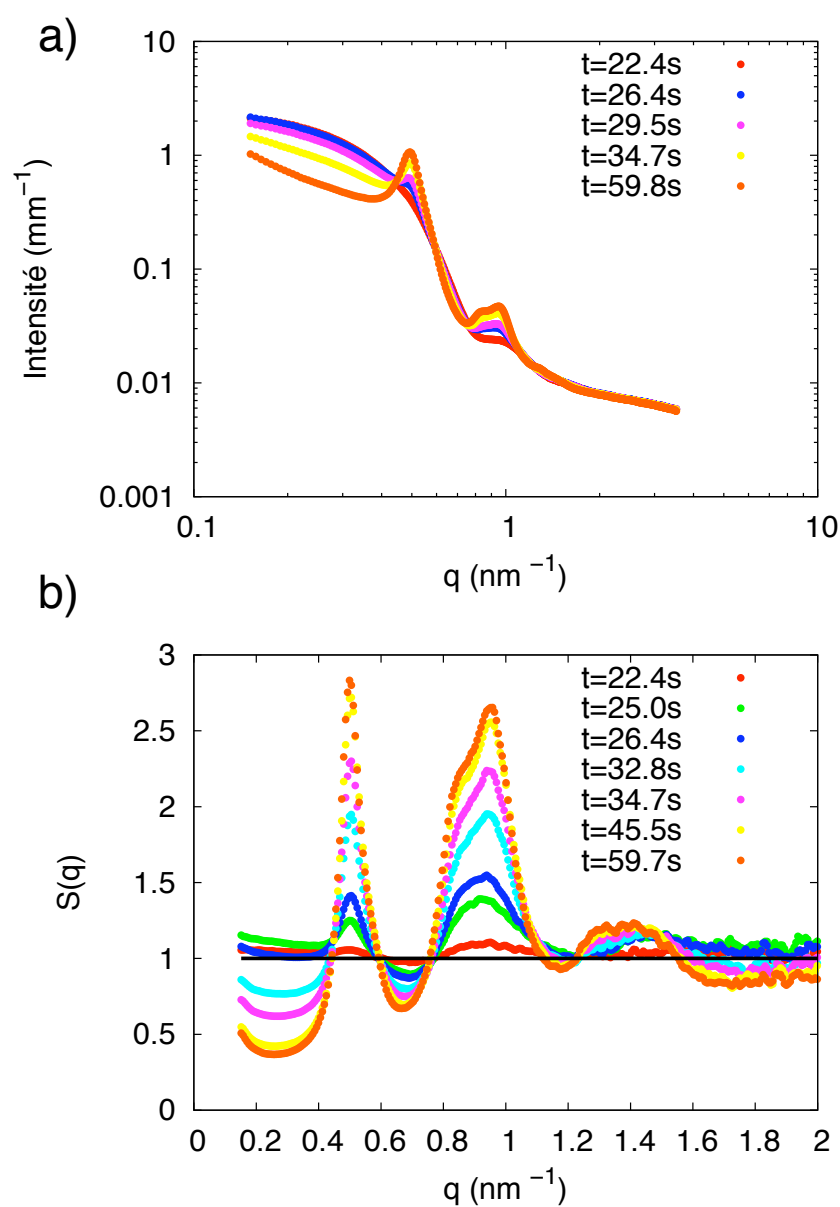 a)
10
1
0.1
0.01
0.001
0.1
1
10
Intensité (mm⁻¹)
q (nm ⁻¹)
t=22.4s
t=26.4s
t=29.5s
t=34.7s
t=59.8s
b)
3
2.5
2
1.5
1
0.5
0
0 0.2 0.4 0.6 0.8 1 1.2 1.4 1.6 1.8 2
S(q)
q (nm ⁻¹)
t=22.4s
t=25.0s
t=26.4s
t=32.8s
t=34.7s
t=45.5s
t=59.7s